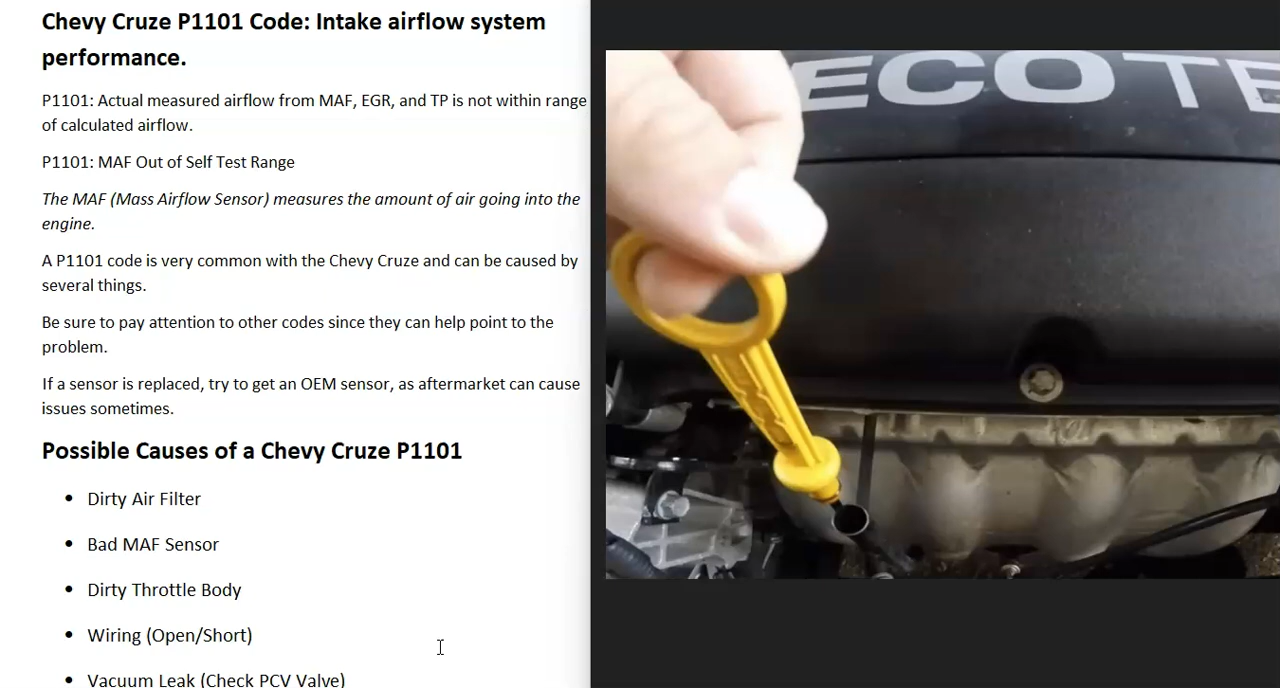 Chevy Cruze P1101 Code: Intake airflow system
performance.
P1101: Actual measured airflow from MAF, EGR, and TP is not within range
of calculated airflow.
P1101: MAF Out of Self Test Range
The MAF (Mass Airflow Sensor) measures the amount of air going into the
engine.
A P1101 code is very common with the Chevy Cruze and can be caused by
several things.
Be sure to pay attention to other codes since they can help point to the
problem.
If a sensor is replaced, try to get an OEM sensor, as aftermarket can cause
issues sometimes.
Possible Causes of a Chevy Cruze P1101
• Dirty Air Filter
• Bad MAF Sensor
• Dirty Throttle Body
• Wiring (Open/Short)
• Vacuum Leak (Check PCV Valve)
ECOTE